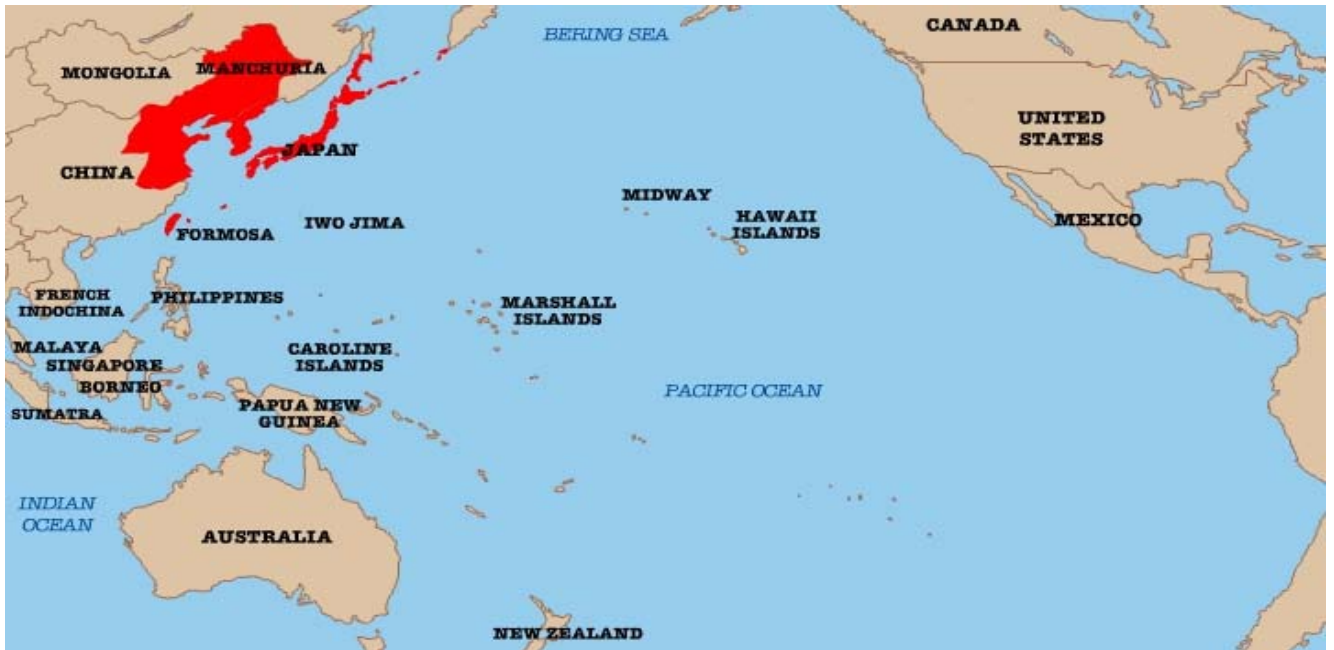 BERING SEA
CANADA
MONGOLIA
MANCHURIA
UNITED
STATES
JAPAN
CHINA
MIDWAY
IWO JIMA
HAWAII
ISLANDS
MEXICO
FORMOSA
FRENCH
INDOCHINA
PHILIPPINES
MARSHALL
ISLANDS
MALAYA
SINGAPORE
BORNEO
CAROLINE
ISLANDS
PACIFIC OCEAN
SUMATRA
PAPUA NEW
GUINEA
INDIAN
OCEAN
AUSTRALIA
NEW ZEALAND